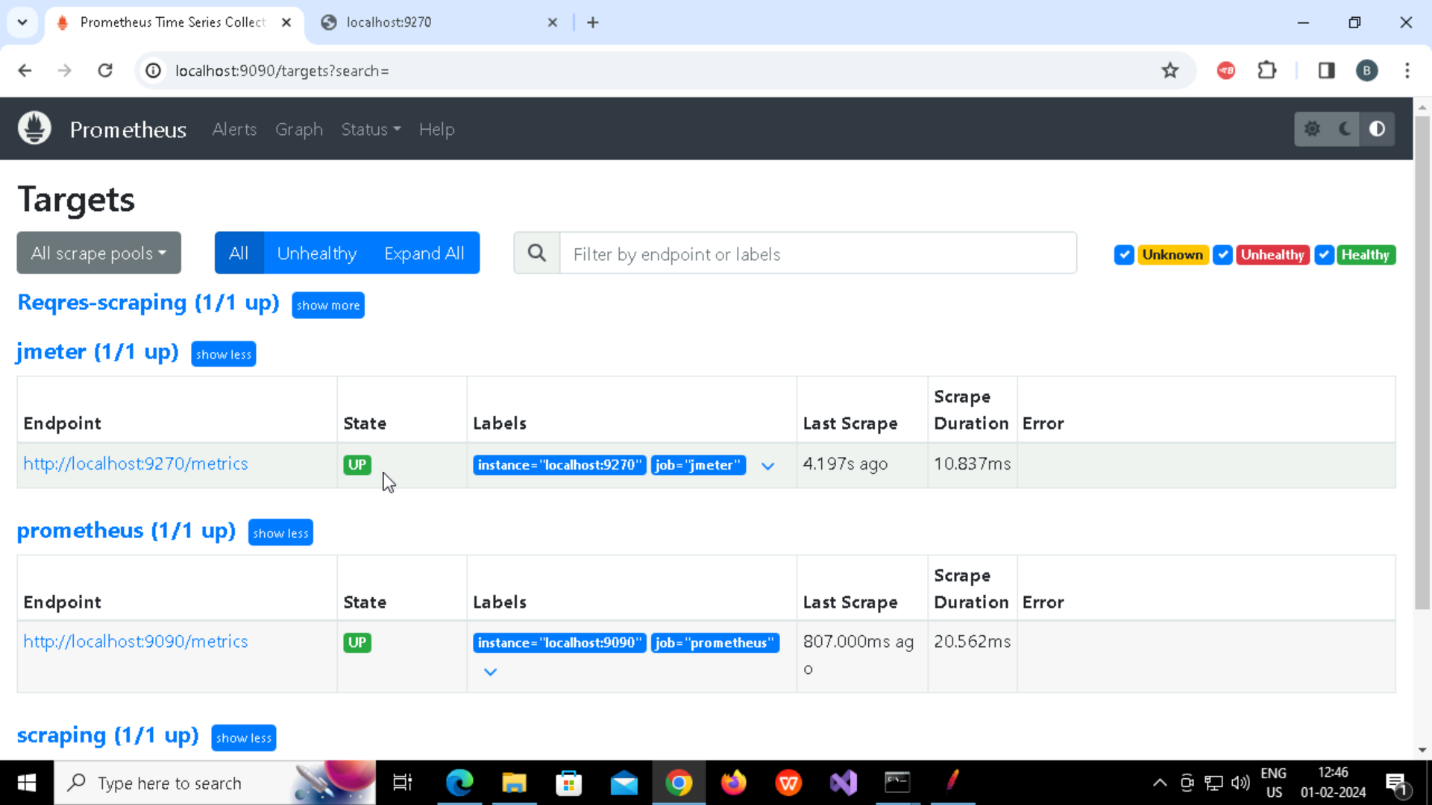 Prometheus Time Series Collect
localhost:9270
localhost:9090/targets?search=
B
Prometheus Alerts Graph Status Help
Targets
All scrape pools All Unhealthy Expand All Filter by endpoint or labels Unknown Unhealthy Healthy
Reqres-scraping (1/1 up) show more
jmeter (1/1 up) show less
Endpoint State Labels Last Scrape Scrape Duration Error
http://localhost:9270/metrics UP instance="localhost:9270" job="jmeter" 4.197s ago 10.837ms
prometheus (1/1 up) show less
Endpoint State Labels Last Scrape Scrape Duration Error
http://localhost:9090/metrics UP instance="localhost:9090" job="prometheus" 807.000ms ag
o
20.562ms
scraping (1/1 up) show less
Type here to search
ENG
US
12:46
01-02-2024
1